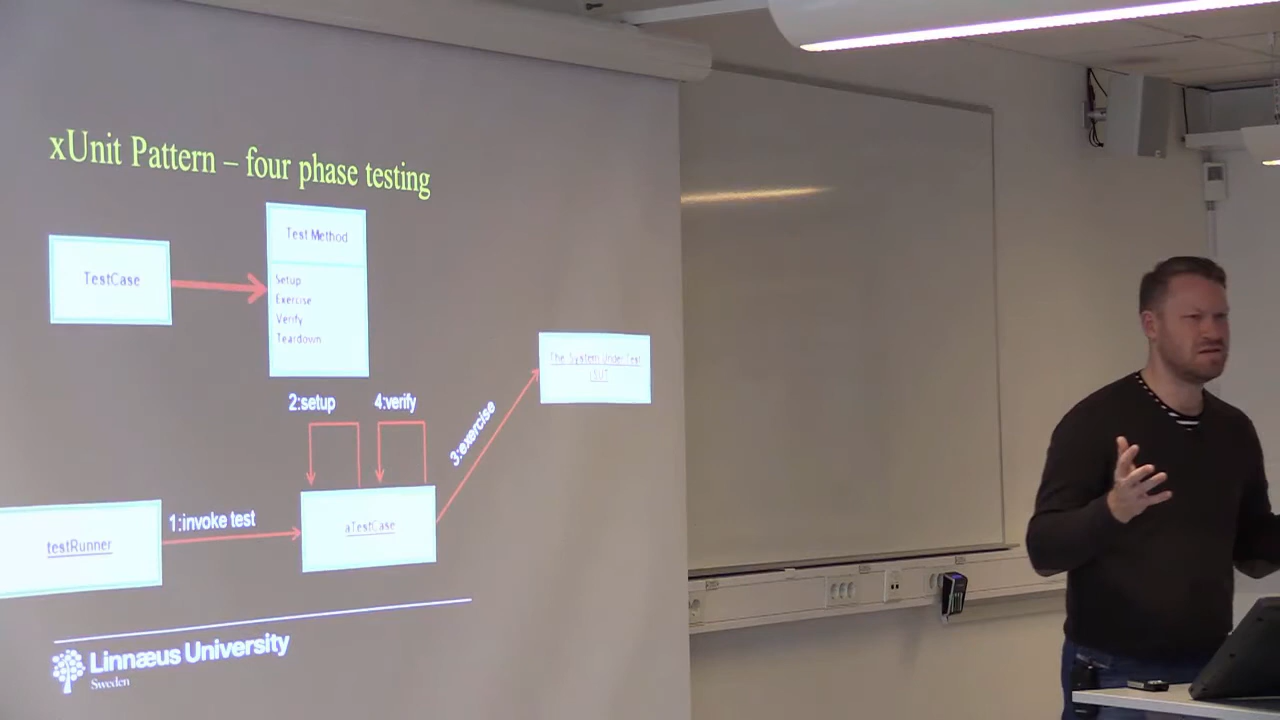 xUnit Pattern – four phase testing
TestCase
Test Method
Setup
Exercise
Verify
Teardown
The System Under Test
(SUT
2:setup
4:verify
3:exercise
1:invoke test
testRunner
aTestCase
Linnæus University
Sweden